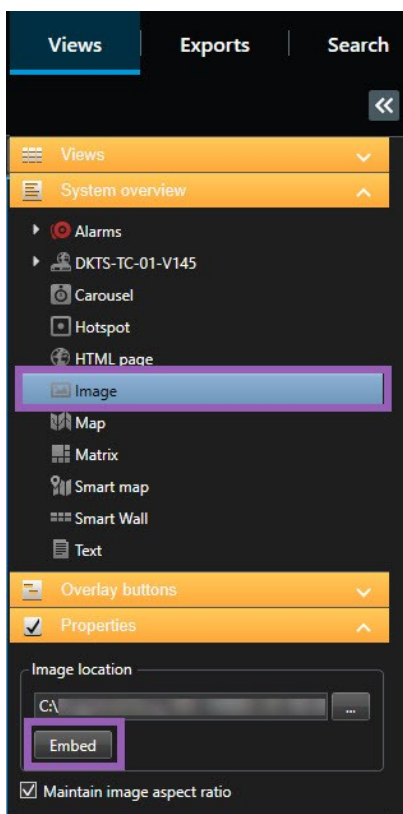 Views Exports Search
Views
System overview
Alarms
DKTS-TC-01-V145
Carousel
Hotspot
HTML page
Image
Map
Matrix
Smart map
Smart Wall
Text
Overlay buttons
Properties
Image location
C:\
...
Embed
Maintain image aspect ratio